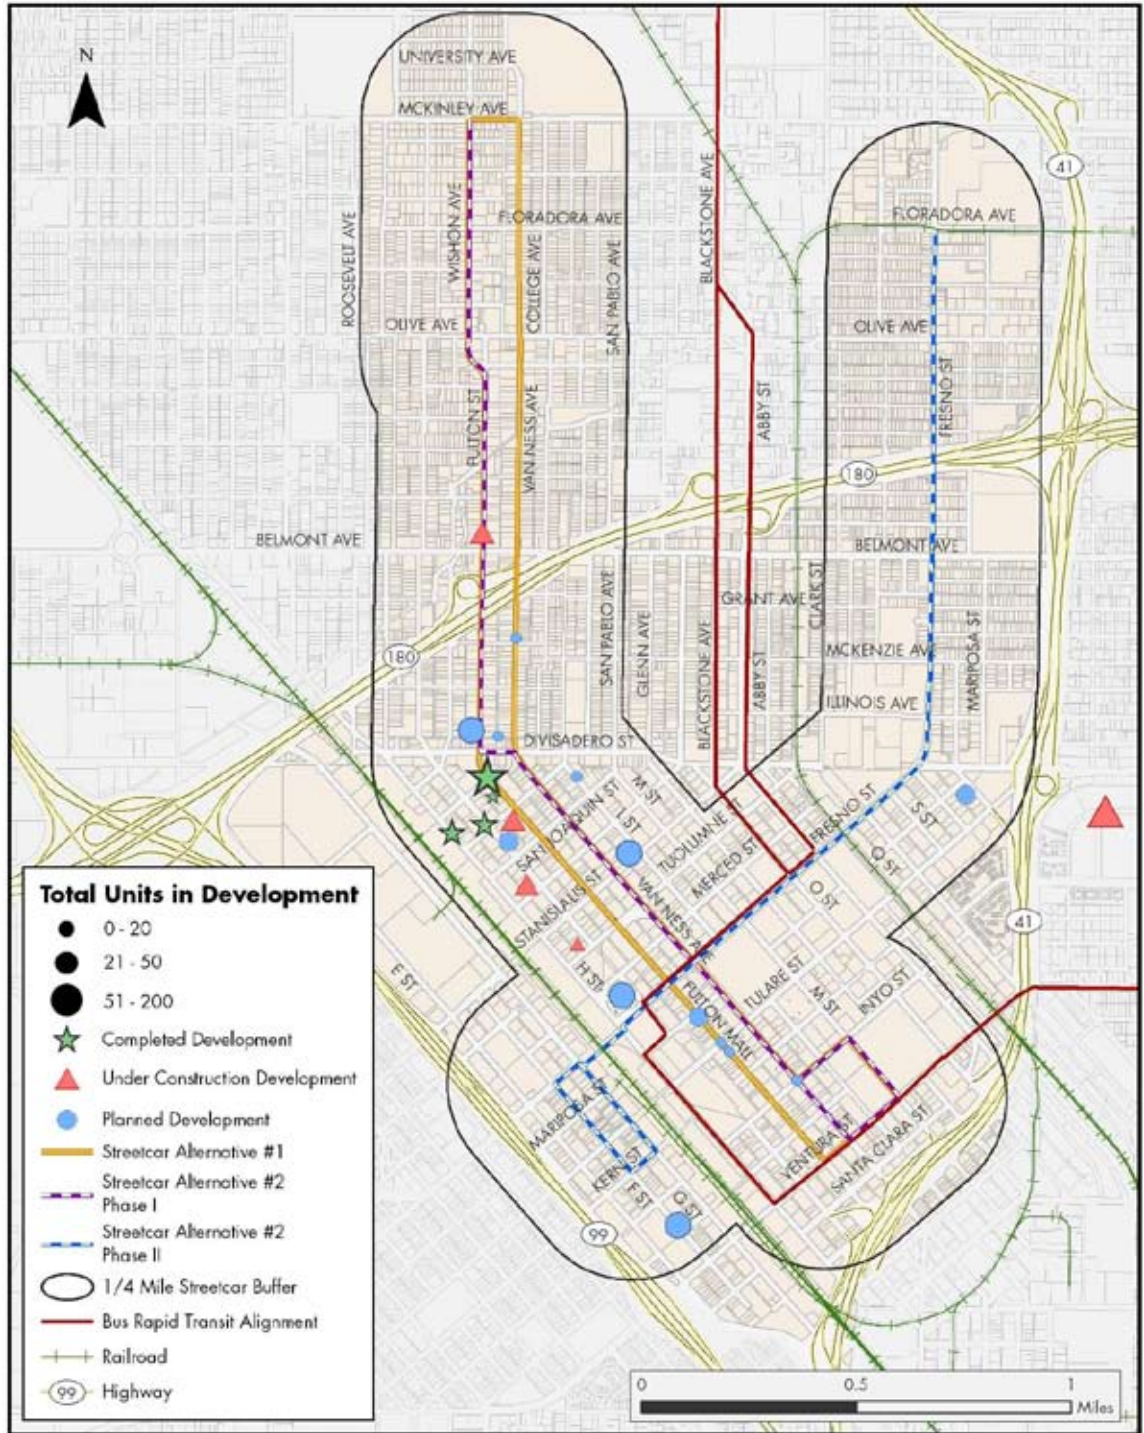 N
UNIVERSITY AVE
MCKINLEY AVE
41
ROOSEVELT AVE
WISHON AVE
FLORADORA AVE
COLLEGE AVE
SAN PABLO AVE
BLACKSTONE AVE
FLORADORA AVE
OLIVE AVE
OLIVE AVE
FULTON ST
VAN NESS AVE
ABBY ST
FRESNO ST
180
BELMONT AVE
BELMONT AVE
SAN PABLO AVE
GLENN AVE
GRANT AVE
CLARK ST
180
BLACKSTONE AVE
ABBY ST
MCKENZIE AVE
MARIPOSA ST
ILLINOIS AVE
DIVISADERO ST
SAN JOAQUIN ST
M ST
L ST
TUOLUMNE ST
FRESNO ST
S ST
MERCED ST
Q ST
STANISLAUS ST
VAN NESS AVE
O ST
41
E ST
H ST
FULTON MALL
TULARE ST
M ST
INYO ST
MARIPOSA ST
KERN ST
F ST
G ST
VENTURA ST
SANTA CLARA ST
99
Total Units in Development
0 - 20
21 - 50
51 - 200
Completed Development
Under Construction Development
Planned Development
Streetcar Alternative #1
Streetcar Alternative #2
Phase I
Streetcar Alternative #2
Phase II
1/4 Mile Streetcar Buffer
Bus Rapid Transit Alignment
Railroad
99 Highway
0 0.5 1
Miles